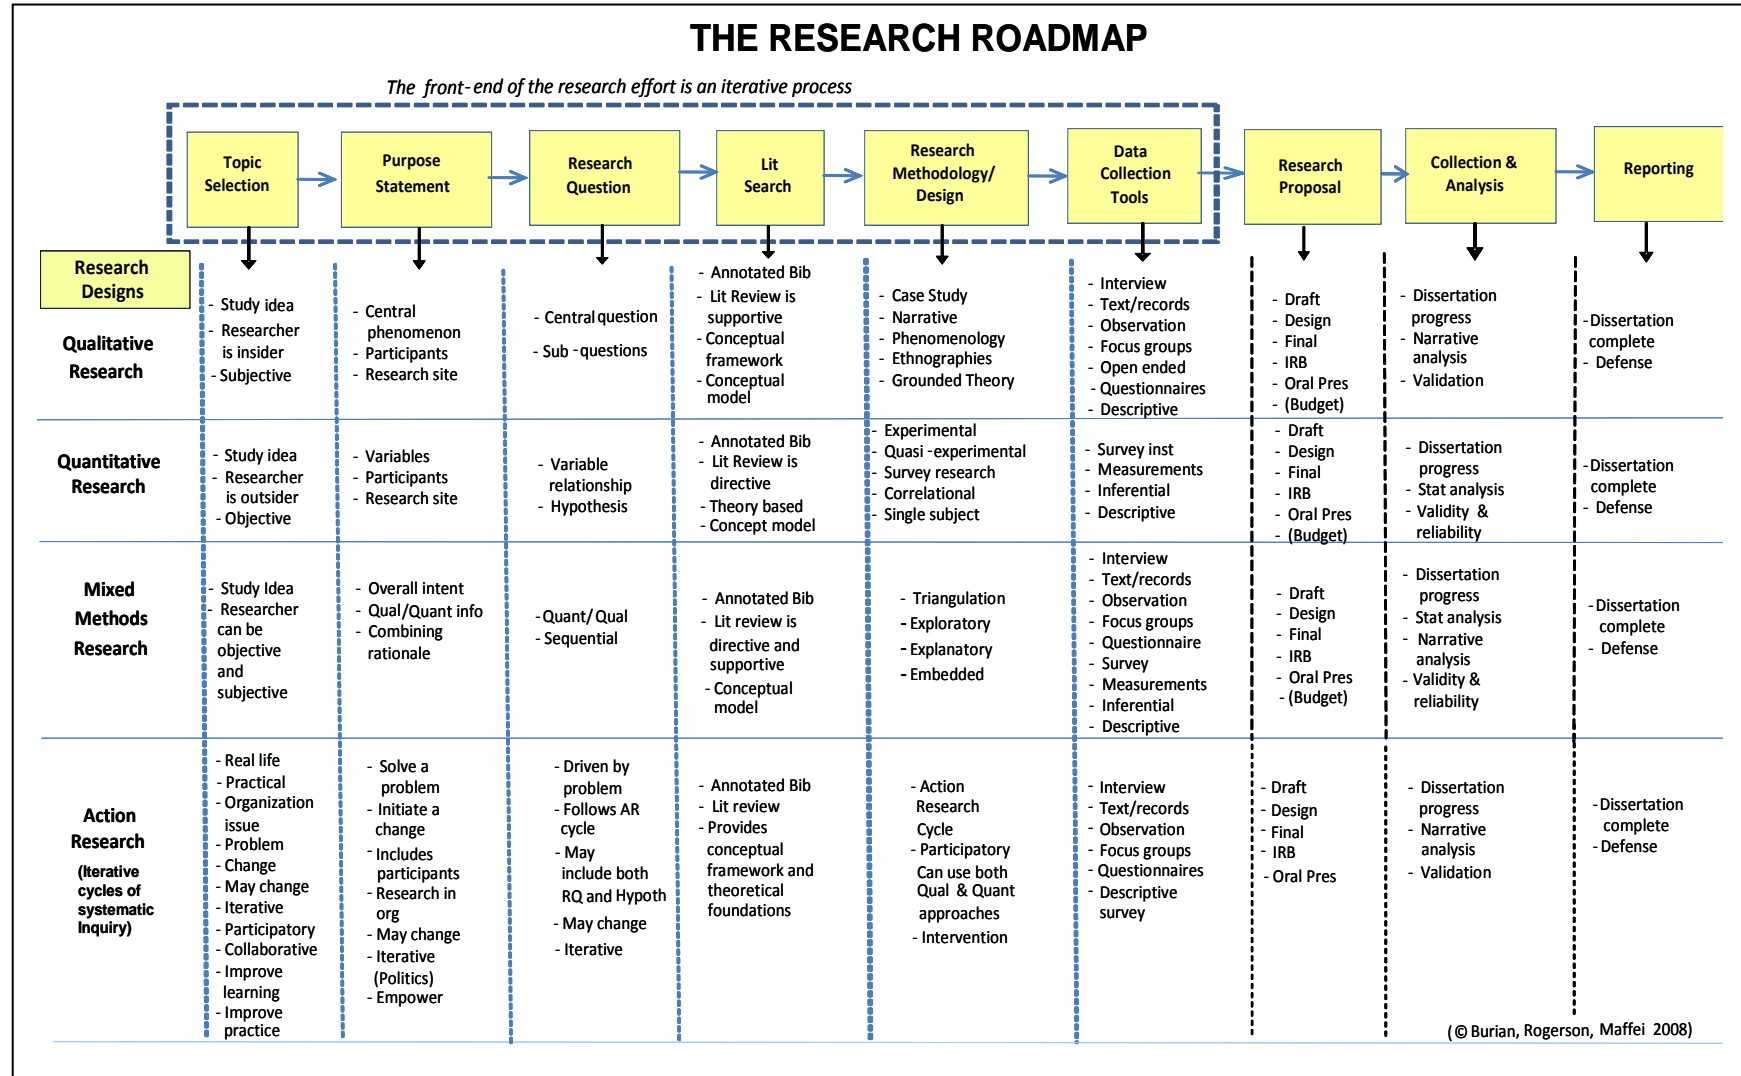 THE RESEARCH ROADMAP
The front-end of the research effort is an iterative process
Topic
Selection
Purpose
Statement
Research
Question
Lit
Search
Research
Methodology/
Design
Data
Collection
Tools
Research
Proposal
Collection &
Analysis
Reporting
Research
Designs
Qualitative
Research
- Study idea
- Researcher
is insider
- Subjective
- Central
phenomenon
- Participants
- Research site
- Central question
- Sub-questions
- Annotated Bib
- Lit Review is
supportive
- Conceptual
framework
- Conceptual
model
- Case Study
- Narrative
- Phenomenology
- Ethnographies
- Grounded Theory
- Interview
- Text/records
- Observation
- Focus groups
- Open ended
- Questionnaires
- Descriptive
- Draft
- Design
- Final
- IRB
- Oral Pres
- (Budget)
- Dissertation
progress
- Narrative
analysis
- Validation
- Dissertation
complete
- Defense
Quantitative
Research
- Study idea
- Researcher
is outsider
- Objective
- Variables
- Participants
- Research site
- Variable
relationship
- Hypothesis
- Annotated Bib
- Lit Review is
directive
- Theory based
- Concept model
- Experimental
- Quasi-experimental
- Survey research
- Correlational
- Single subject
- Survey inst
- Measurements
- Inferential
- Descriptive
- Draft
- Design
- Final
- IRB
- Oral Pres
- (Budget)
- Dissertation
progress
- Stat analysis
- Validity &
reliability
- Dissertation
complete
- Defense
Mixed
Methods
Research
- Study Idea
- Researcher
can be
objective
and
subjective
- Overall intent
- Qual/Quant info
- Combining
rationale
- Quant/ Qual
- Sequential
- Annotated Bib
- Lit review is
directive and
supportive
- Conceptual
model
- Triangulation
- Exploratory
- Explanatory
- Embedded
- Interview
- Text/records
- Observation
- Focus groups
- Questionnaire
- Survey
- Measurements
- Inferential
- Descriptive
- Draft
- Design
- Final
- IRB
- Oral Pres
- (Budget)
- Dissertation
progress
- Stat analysis
- Narrative
analysis
- Validity &
reliability
- Dissertation
complete
- Defense
Action
Research
(Iterative
cycles of
systematic
Inquiry)
- Real life
- Practical
- Organization
issue
- Problem
- Change
- May change
- Iterative
- Participatory
- Collaborative
- Improve
learning
- Improve
practice
- Solve a
problem
- Initiate a
change
- Includes
participants
- Research in
org
- May change
- Iterative
(Politics)
- Empower
- Driven by
problem
- Follows AR
cycle
- May
include both
RQ and Hypoth
- May change
- Iterative
- Annotated Bib
- Lit review
- Provides
conceptual
framework and
theoretical
foundations
- Action
Research
Cycle
- Participatory
Can use both
Qual & Quant
approaches
- Intervention
- Interview
- Text/records
- Observation
- Focus groups
- Questionnaires
- Descriptive
survey
- Draft
- Design
- Final
- IRB
- Oral Pres
- Dissertation
progress
- Narrative
analysis
- Validation
- Dissertation
complete
- Defense
(© Burian, Rogerson, Maffei 2008)